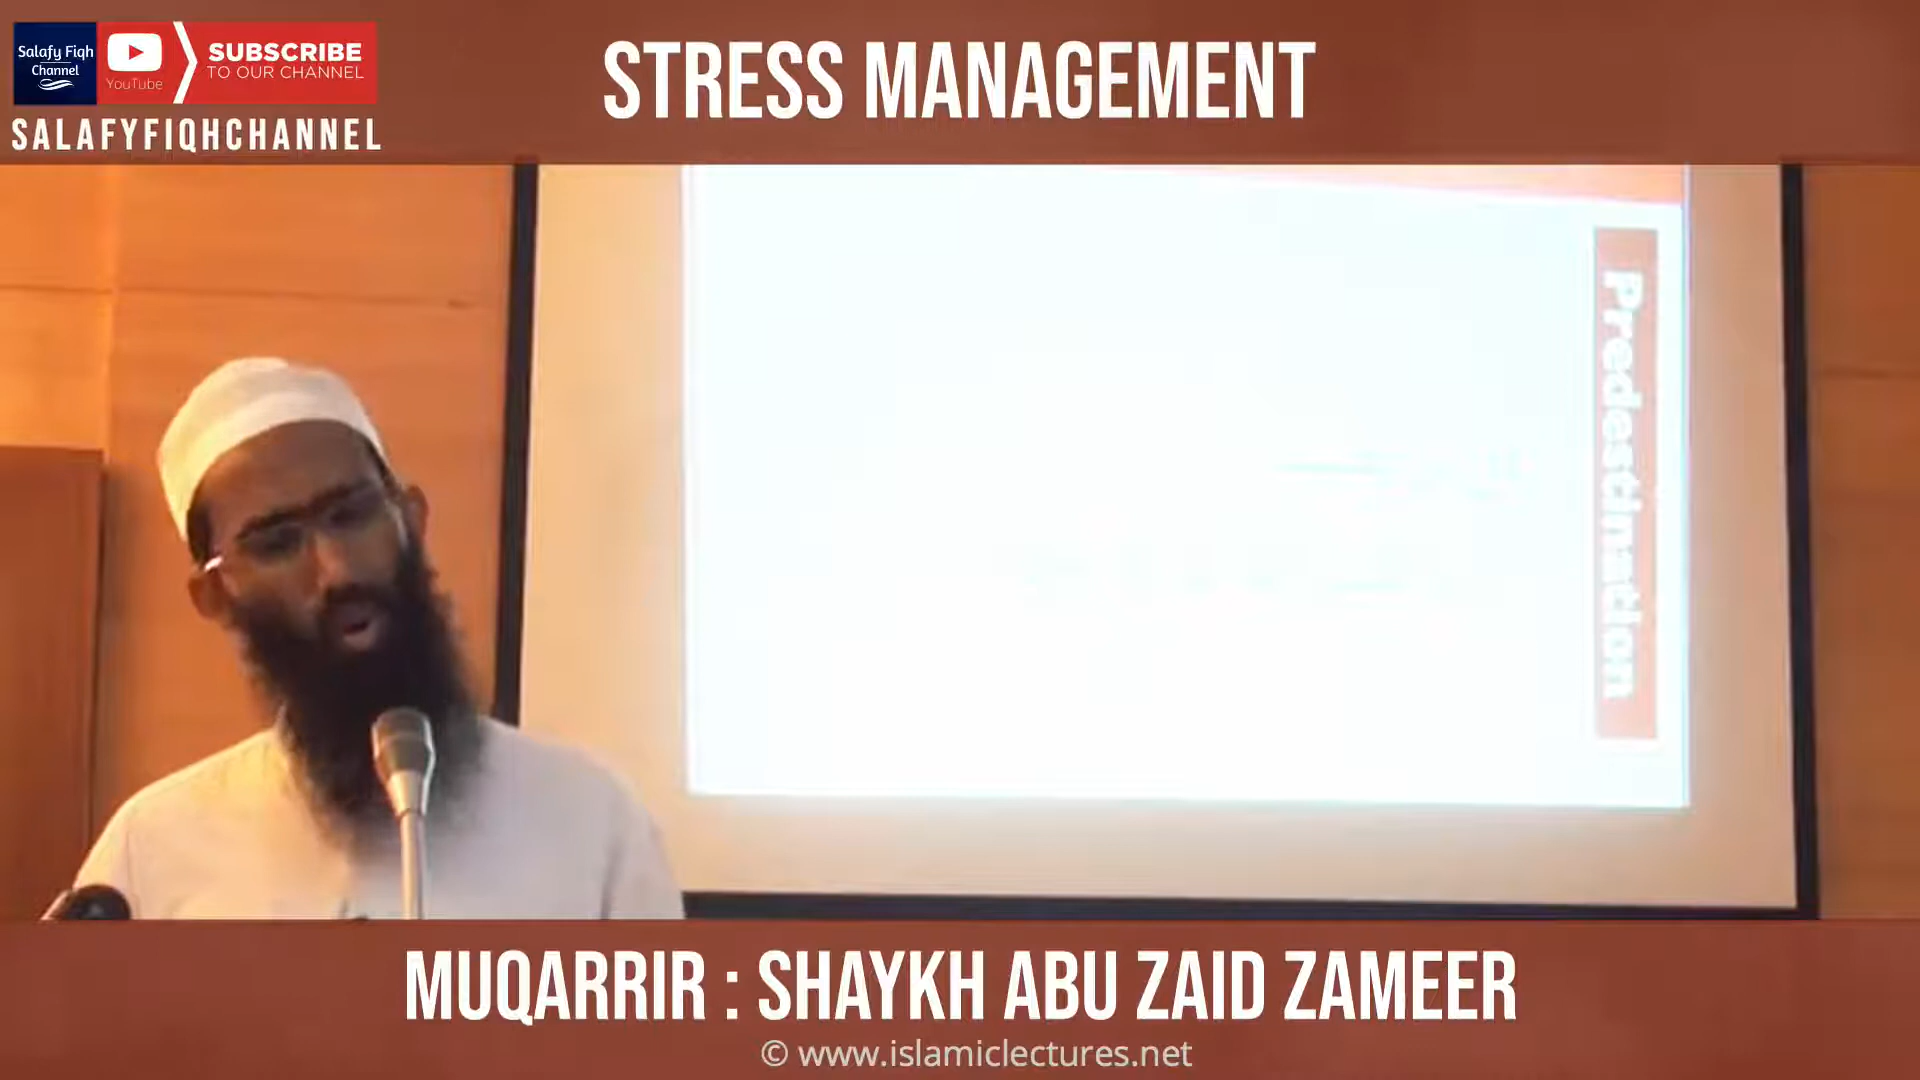 Salafy Fiqh
Channel
YouTube
SUBSCRIBE
TO OUR CHANNEL
SALAFYFIQHCHANNEL
STRESS MANAGEMENT
Predestination
MUQARRIR : SHAYKH ABU ZAID ZAMEER
© www.islamiclectures.net